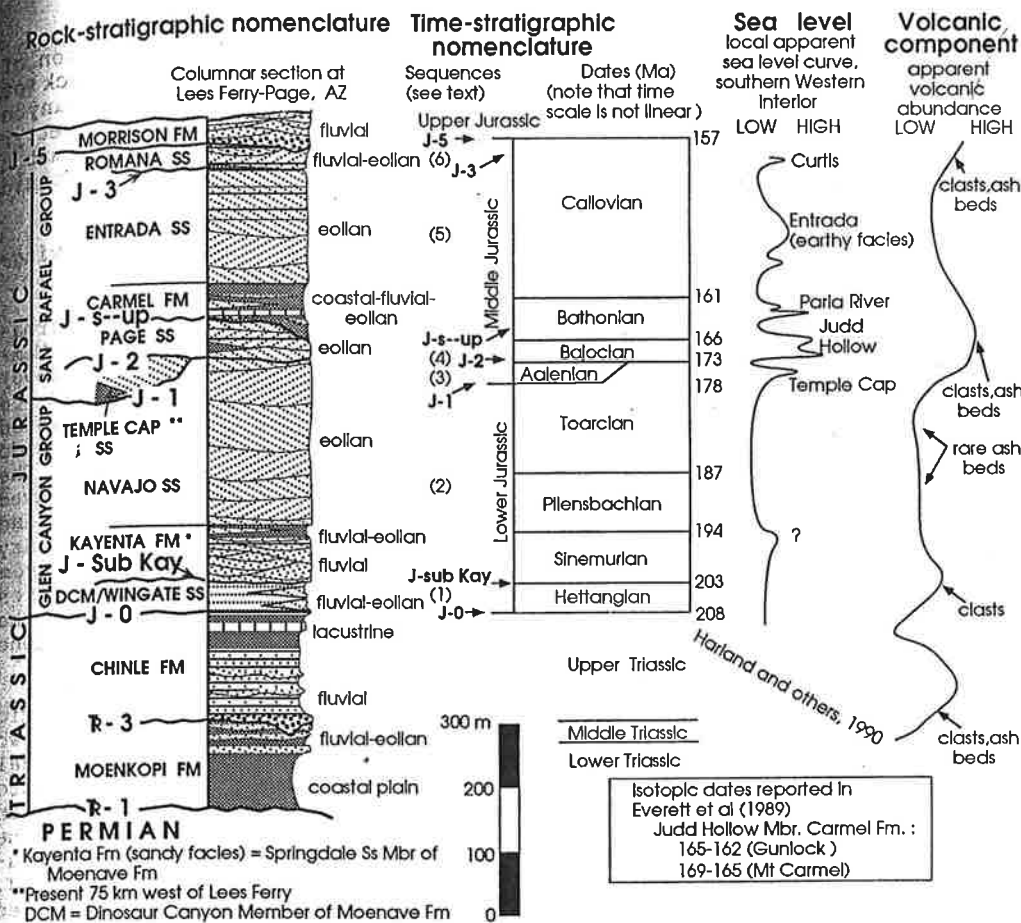 Rock-stratigraphic nomenclature
Time-stratigraphic
nomenclature
Sea level
local apparent
sea level curve,
southern Western
Interior
LOW HIGH
Volcanic
component
apparent
volcanic
abundance
LOW HIGH
Columnar section at
Lees Ferry-Page, AZ
Sequences
(see text)
Dates (Ma)
(note that time
scale is not linear)
JURASSIC
TRIASSIC
SAN RAFAEL GROUP
GLEN CANYON GROUP
J-5
MORRISON FM
ROMANA SS
J - 3
ENTRADA SS
CARMEL FM
J - s--up
PAGE SS
J - 2
J - 1
TEMPLE CAP **
; SS
NAVAJO SS
KAYENTA FM *
J - Sub Kay
DCM/WINGATE SS
J - 0
CHINLE FM
TR-3
MOENKOPI FM
TR-1
PERMIAN
fluvial
fluvial-eolian
eolian
coastal-fluvial-
eolian
eolian
eolian
fluvial-eolian
fluvial
fluvial-eolian
lacustrine
fluvial
fluvial-eolian
coastal plain
Upper Jurassic
J-5
(6)
J-3
(5)
J-s--up
(4) J-2
(3)
J-1
(2)
J-sub Kay
(1)
J-0
Middle Jurassic
Lower Jurassic
Callovian
Bathonian
Bajocian
Aalenian
Toarcian
Pliensbachian
Sinemurian
Hettangian
157
161
166
173
178
187
194
203
208
Upper Triassic
Middle Triassic
Lower Triassic
Curtis
Entrada
(earthy facies)
Paria River
Judd
Hollow
Temple Cap
?
Harland and others, 1990
clasts,ash
beds
clasts,ash
beds
rare ash
beds
clasts
clasts,ash
beds
300 m
200
100
0
Isotopic dates reported in
Everett et al (1989)
Judd Hollow Mbr. Carmel Fm. :
165-162 (Gunlock )
169-165 (Mt Carmel)
* Kayenta Fm (sandy facies) = Springdale Ss Mbr of
Moenave Fm
**Present 75 km west of Lees Ferry
DCM = Dinosaur Canyon Member of Moenave Fm